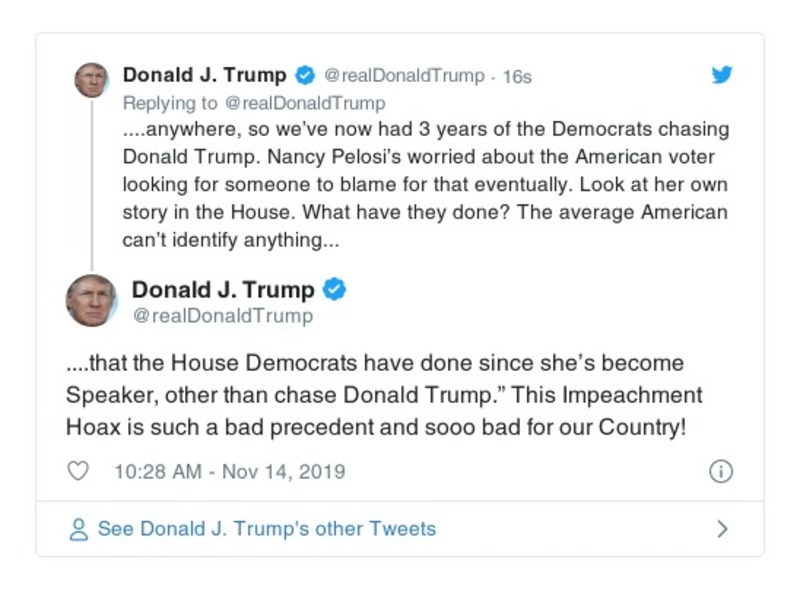 Donald J. Trump @realDonaldTrump · 16s
Replying to @realDonaldTrump
....anywhere, so we’ve now had 3 years of the Democrats chasing
Donald Trump. Nancy Pelosi’s worried about the American voter
looking for someone to blame for that eventually. Look at her own
story in the House. What have they done? The average American
can’t identify anything...
Donald J. Trump
@realDonaldTrump
....that the House Democrats have done since she’s become
Speaker, other than chase Donald Trump.” This Impeachment
Hoax is such a bad precedent and sooo bad for our Country!
10:28 AM - Nov 14, 2019
See Donald J. Trump's other Tweets